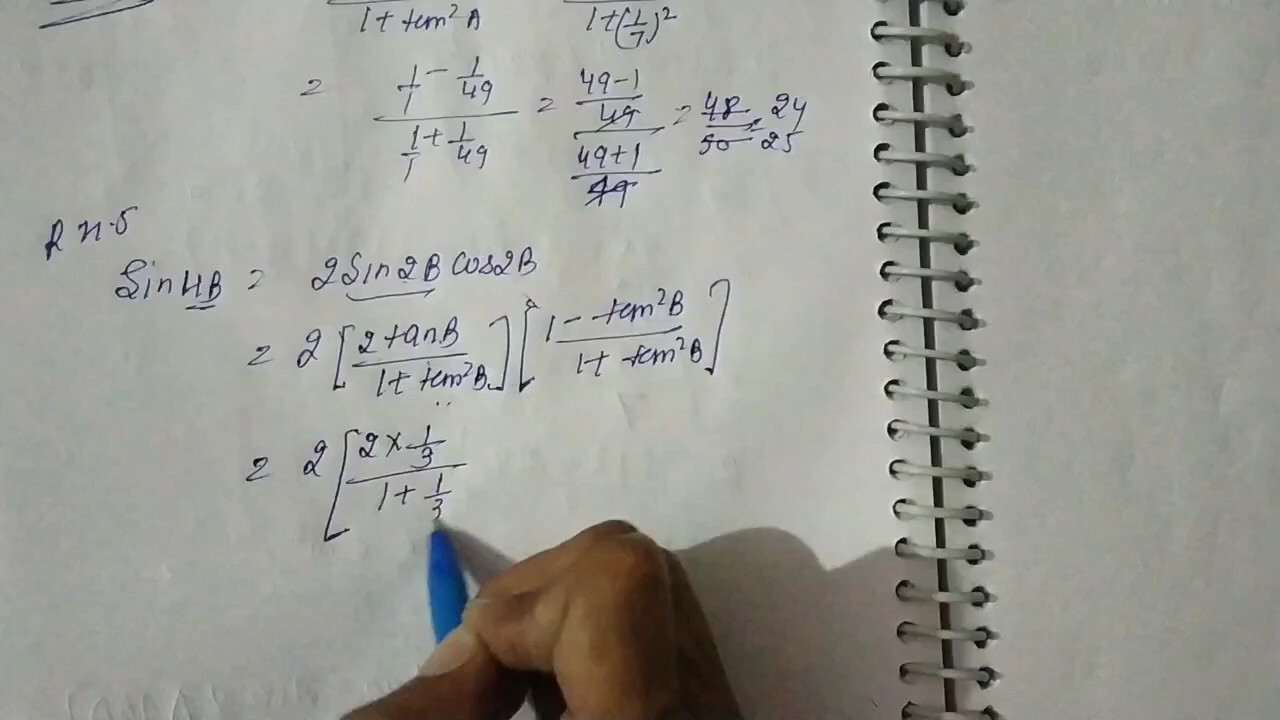 1+tan²A 1+(1/7)²
= 1/1 - 1/49 / 1/1 + 1/49 = 49-1/49 / 49+1/49 = 48/50 = 24/25
R H S
Sin4B = 2Sin2B Cos2B
= 2 [2tanB / 1+tan²B] [1-tan²B / 1+tan²B]
= 2 [2×1/3 / 1+1/3